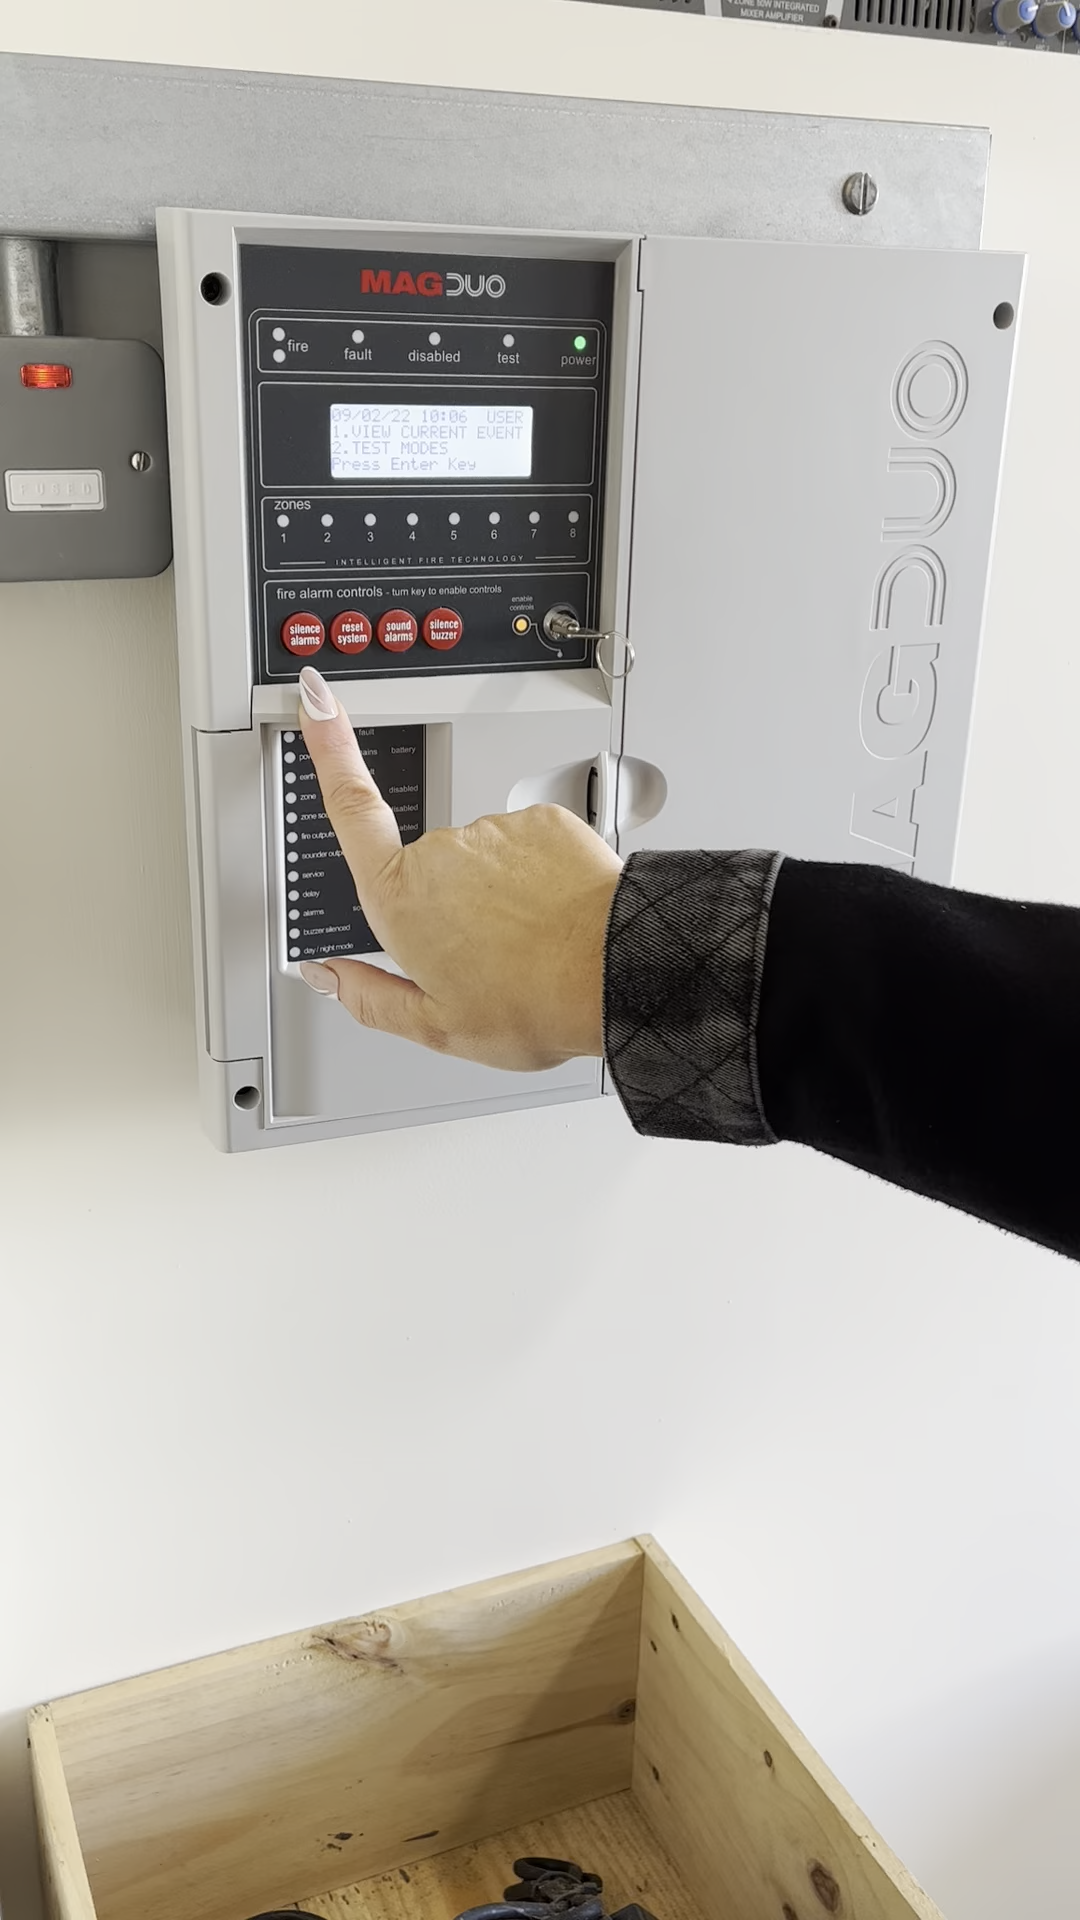 ZONE 60W INTEGRATED
MIXER AMPLIFIER
MAGDUO
fire
fault
disabled
test
power
09/02/22 10:06 USER
1.VIEW CURRENT EVENT
2.TEST MODES
Press Enter Key
zones
1 2 3 4 5 6 7 8
INTELLIGENT FIRE TECHNOLOGY
fire alarm controls - turn key to enable controls
silence
alarms
reset
system
sound
alarms
silence
buzzer
enable
controls
FUSED
fault
battery
earth
zone
disabled
fire outputs
service
delay
alarms
buzzer silenced
day / night mode
MAGDUO